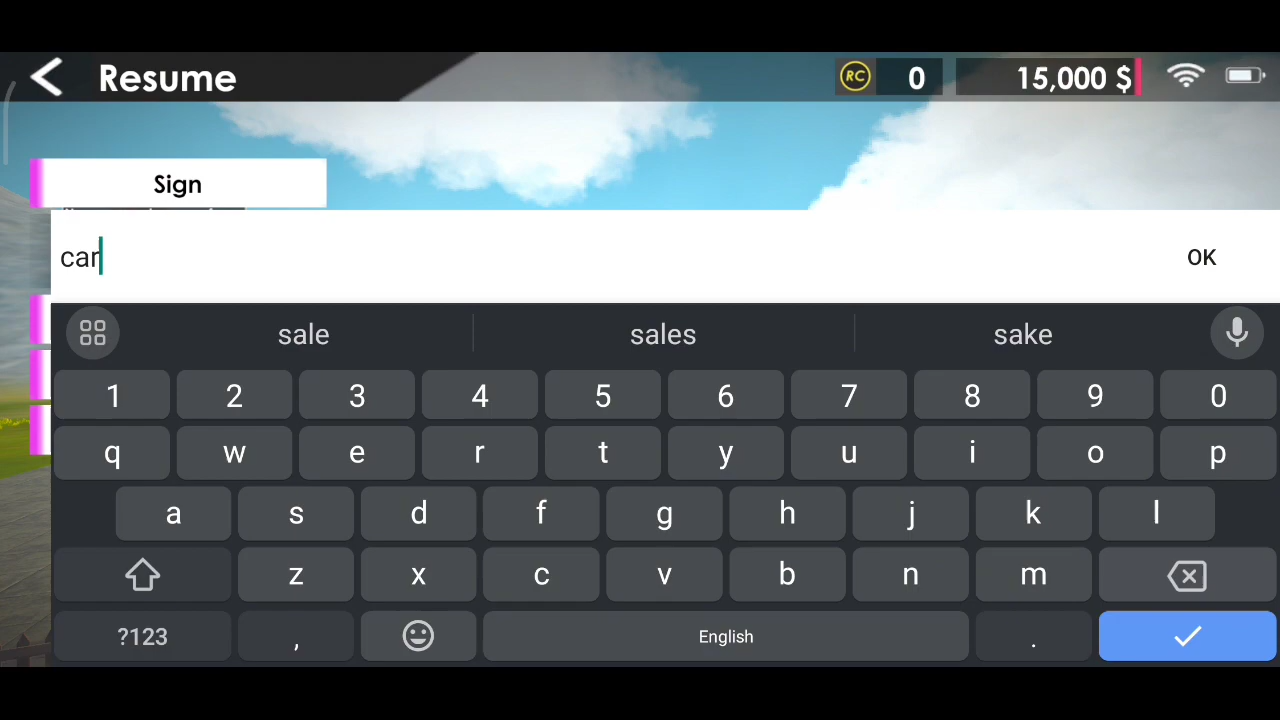 Resume
RC 0 15,000 $
Sign
car
OK
sale sales sake
1 2 3 4 5 6 7 8 9 0
q w e r t y u i o p
a s d f g h j k l
z x c v b n m
?123 , English .